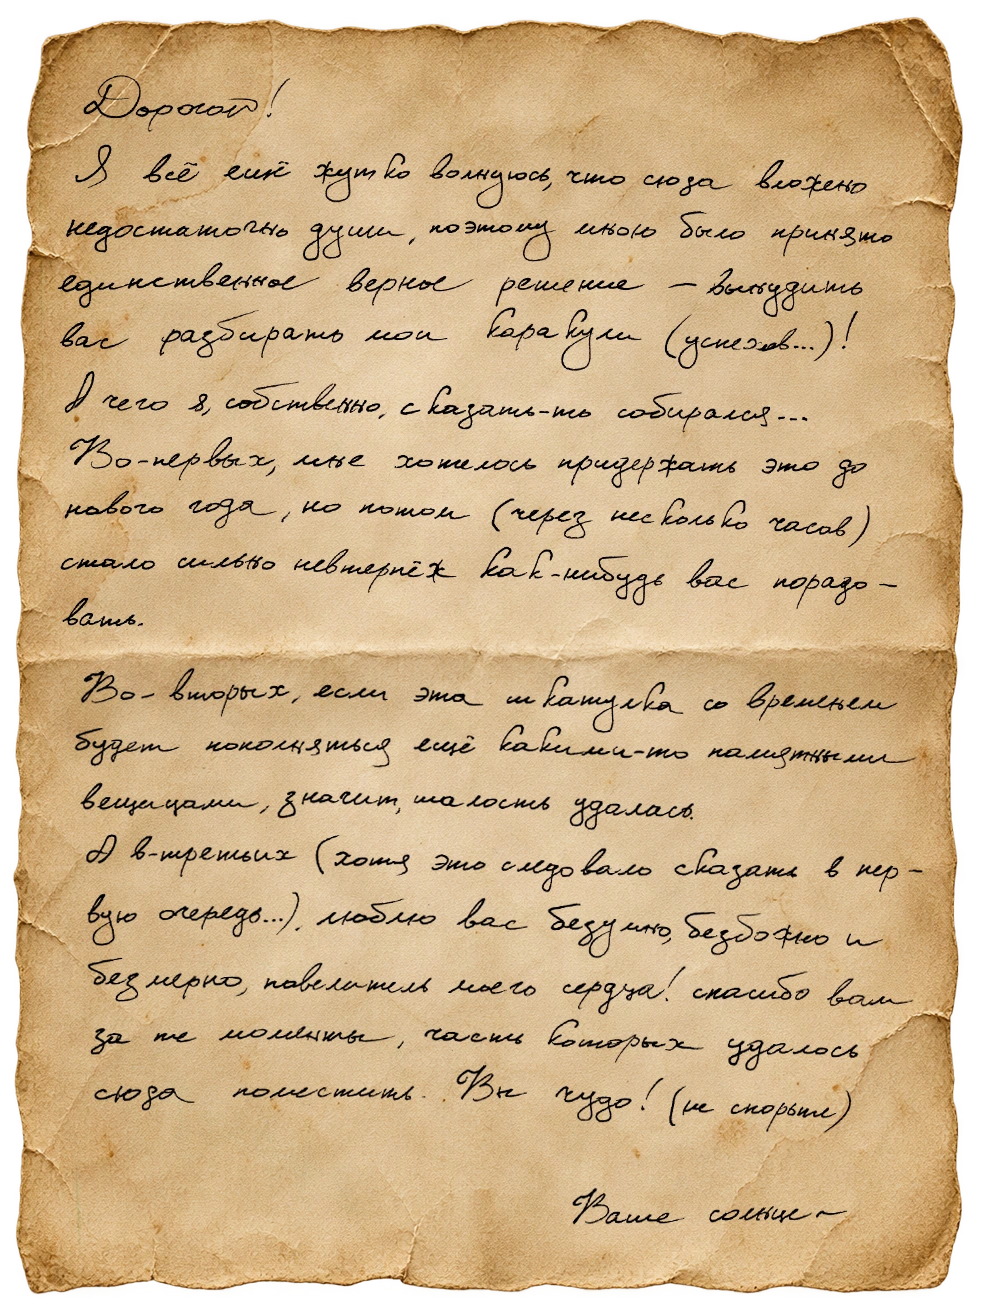 Дорогой!
Я всё ещё жутко волнуюсь, что сюда вложено
недостаточно души, поэтому мною было принято
единственное верное решение — вынудить
вас разбирать мои каракули (успехов...)!
А чего я, собственно, сказать-то собирался...
Во-первых, мне хотелось придержать это до
нового года, но потом (через несколько часов)
стало сильно невтерпёж как-нибудь вас порадо-
вать.
Во-вторых, если эта шкатулка со временем
будет пополняться ещё какими-то памятными
вещицами, значит, шалость удалась.
А в-третьих (хотя это следовало сказать в пер-
вую очередь...), люблю вас безумно, безбожно и
безмерно, повелитель моего сердца! спасибо вам
за те моменты, часть которых удалось
сюда поместить. Вы чудо! (не спорьте)
Ваше солнце~